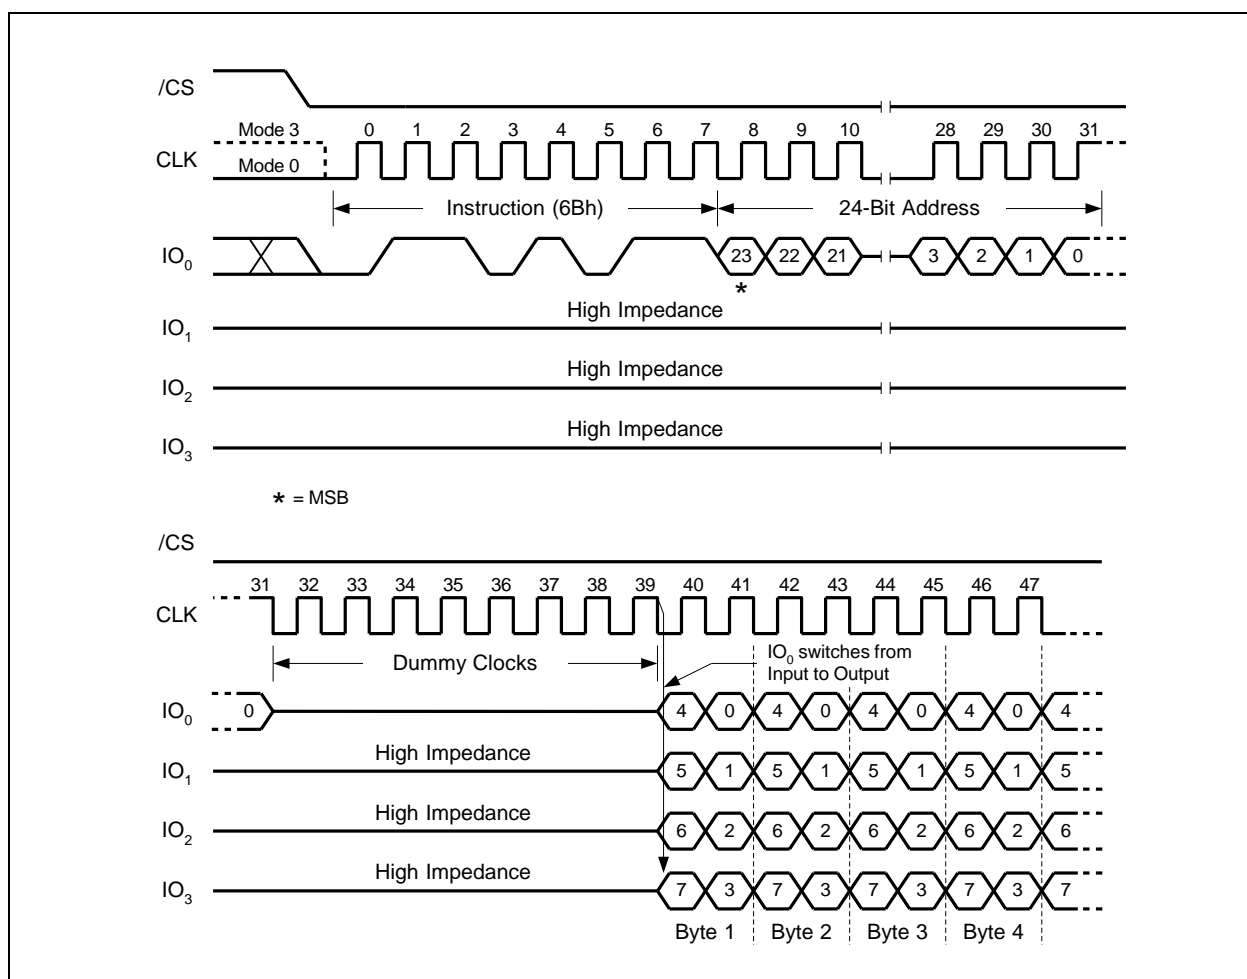 /CS
Mode 3 0 1 2 3 4 5 6 7 8 9 10 28 29 30 31
CLK Mode 0
Instruction (6Bh) 24-Bit Address
IO0 23 22 21 3 2 1 0
*
High Impedance
IO1
High Impedance
IO2
High Impedance
IO3
* = MSB
/CS
31 32 33 34 35 36 37 38 39 40 41 42 43 44 45 46 47
CLK
Dummy Clocks
IO0 switches from
Input to Output
IO0 0 4 0 4 0 4 0 4 0 4
High Impedance
IO1 5 1 5 1 5 1 5 1 5
High Impedance
IO2 6 2 6 2 6 2 6 2 6
High Impedance
IO3 7 3 7 3 7 3 7 3 7
Byte 1 Byte 2 Byte 3 Byte 4